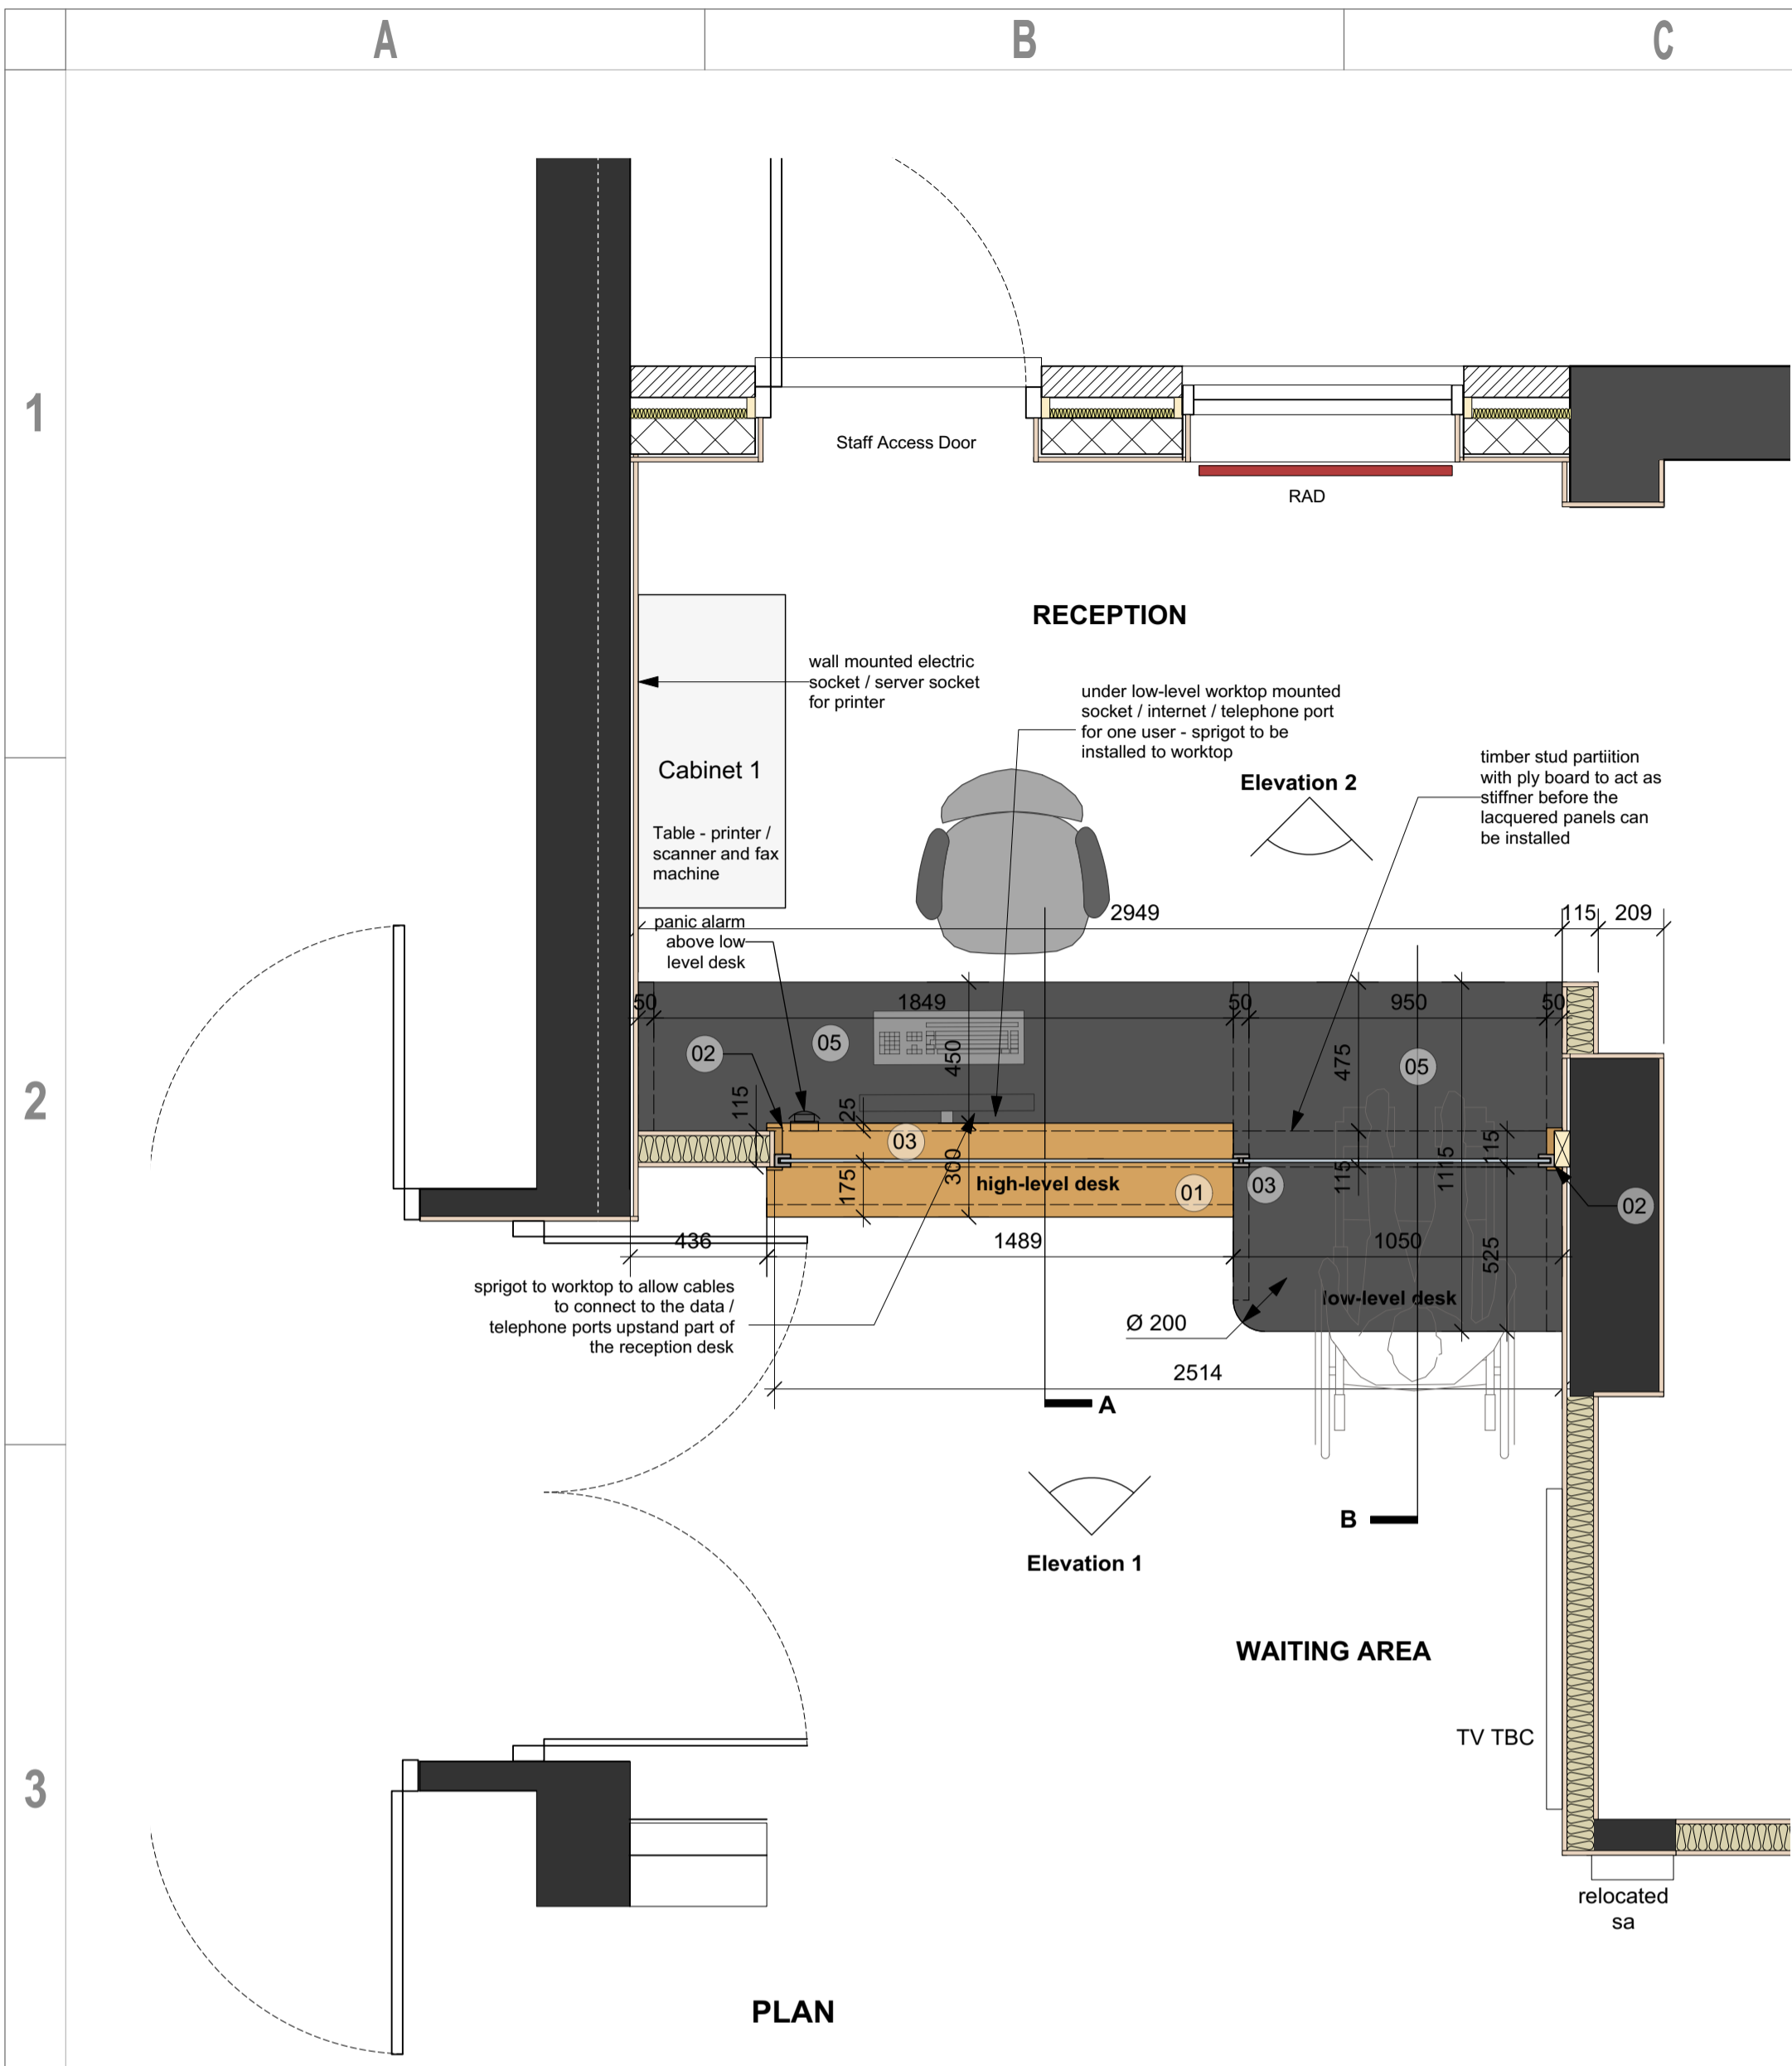 A
B
C
1
2
3
Staff Access Door
RAD
RECEPTION
wall mounted electric
socket / server socket
for printer
under low-level worktop mounted
socket / internet / telephone port
for one user - sprigot to be
installed to worktop
timber stud partiition
with ply board to act as
stiffner before the
lacquered panels can
be installed
Cabinet 1
Table - printer /
scanner and fax
machine
Elevation 2
2949
115
209
panic alarm
above low
level desk
50
1849
50
950
50
02
05
450
475
05
115
25
03
300
175
high-level desk
01
03
115
1115
115
02
436
1489
1050
525
sprigot to worktop to allow cables
to connect to the data /
telephone ports upstand part of
the reception desk
low-level desk
Ø 200
2514
A
B
Elevation 1
WAITING AREA
TV TBC
relocated
sa
PLAN